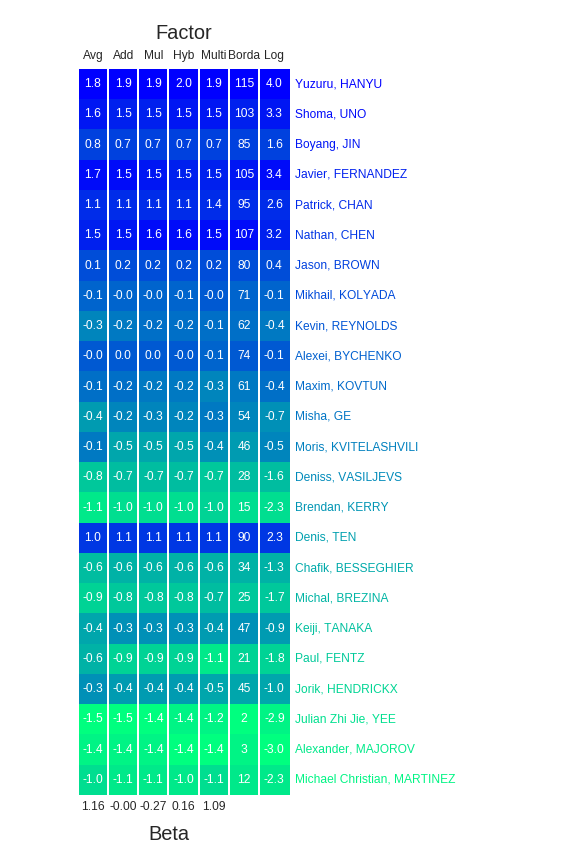 Factor
Avg Add Mul Hyb Multi Borda Log
1.8 1.9 1.9 2.0 1.9 115 4.0 Yuzuru, HANYU
1.6 1.5 1.5 1.5 1.5 103 3.3 Shoma, UNO
0.8 0.7 0.7 0.7 0.7 85 1.6 Boyang, JIN
1.7 1.5 1.5 1.5 1.5 105 3.4 Javier, FERNANDEZ
1.1 1.1 1.1 1.1 1.4 95 2.6 Patrick, CHAN
1.5 1.5 1.6 1.6 1.5 107 3.2 Nathan, CHEN
0.1 0.2 0.2 0.2 0.2 80 0.4 Jason, BROWN
-0.1 -0.0 -0.0 -0.1 -0.0 71 -0.1 Mikhail, KOLYADA
-0.3 -0.2 -0.2 -0.2 -0.1 62 -0.4 Kevin, REYNOLDS
-0.0 0.0 0.0 -0.0 -0.1 74 -0.1 Alexei, BYCHENKO
-0.1 -0.2 -0.2 -0.2 -0.3 61 -0.4 Maxim, KOVTUN
-0.4 -0.2 -0.3 -0.2 -0.3 54 -0.7 Misha, GE
-0.1 -0.5 -0.5 -0.5 -0.4 46 -0.5 Moris, KVITELASHVILI
-0.8 -0.7 -0.7 -0.7 -0.7 28 -1.6 Deniss, VASILJEVS
-1.1 -1.0 -1.0 -1.0 -1.0 15 -2.3 Brendan, KERRY
1.0 1.1 1.1 1.1 1.1 90 2.3 Denis, TEN
-0.6 -0.6 -0.6 -0.6 -0.6 34 -1.3 Chafik, BESSEGHIER
-0.9 -0.8 -0.8 -0.8 -0.7 25 -1.7 Michal, BREZINA
-0.4 -0.3 -0.3 -0.3 -0.4 47 -0.9 Keiji, TANAKA
-0.6 -0.9 -0.9 -0.9 -1.1 21 -1.8 Paul, FENTZ
-0.3 -0.4 -0.4 -0.4 -0.5 45 -1.0 Jorik, HENDRICKX
-1.5 -1.5 -1.4 -1.4 -1.2 2 -2.9 Julian Zhi Jie, YEE
-1.4 -1.4 -1.4 -1.4 -1.4 3 -3.0 Alexander, MAJOROV
-1.0 -1.1 -1.1 -1.0 -1.1 12 -2.3 Michael Christian, MARTINEZ
1.16 -0.00 -0.27 0.16 1.09
Beta